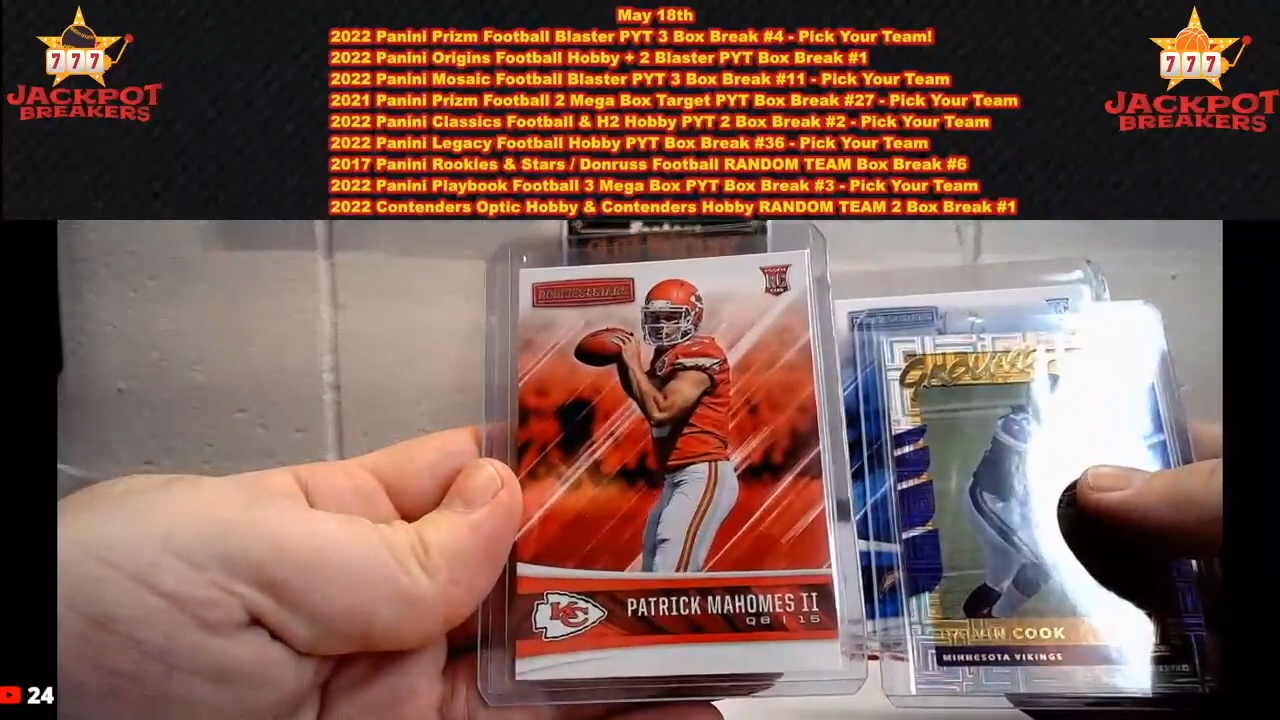 May 18th
2022 Panini Prizm Football Blaster PYT 3 Box Break #4 - Pick Your Team!
2022 Panini Origins Football Hobby + 2 Blaster PYT Box Break #1
2022 Panini Mosaic Football Blaster PYT 3 Box Break #11 - Pick Your Team
2021 Panini Prizm Football 2 Mega Box Target PYT Box Break #27 - Pick Your Team
2022 Panini Classics Football & H2 Hobby PYT 2 Box Break #2 - Pick Your Team
2022 Panini Legacy Football Hobby PYT Box Break #36 - Pick Your Team
2017 Panini Rookies & Stars / Donruss Football RANDOM TEAM Box Break #6
2022 Panini Playbook Football 3 Mega Box PYT Box Break #3 - Pick Your Team
2022 Contenders Optic Hobby & Contenders Hobby RANDOM TEAM 2 Box Break #1
777
JACKPOT
BREAKERS
777
JACKPOT
BREAKERS
ROOKIES&STARS
RC
KC
PATRICK MAHOMES II
QB | 15
COOK
MINNESOTA VIKINGS
24